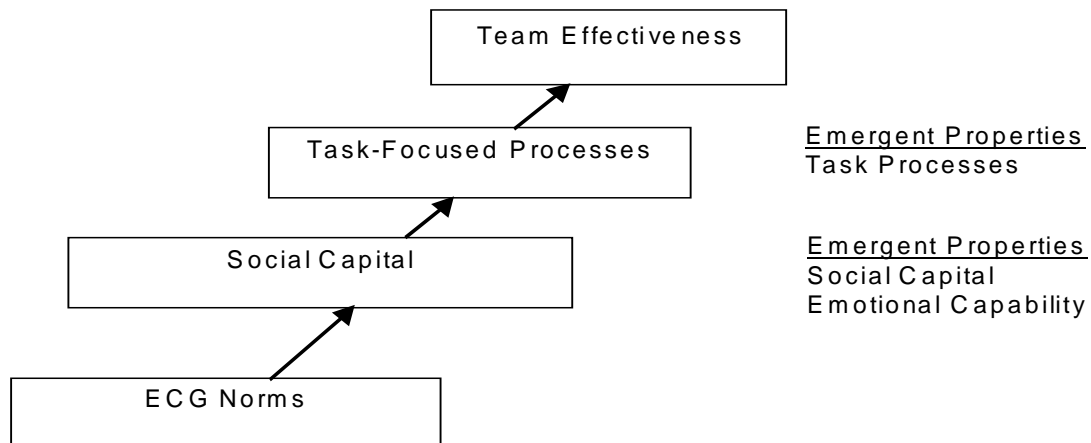 Team Effectiveness
Task-Focused Processes
Emergent Properties
Task Processes
Social Capital
Emergent Properties
Social Capital
Emotional Capability
ECG Norms